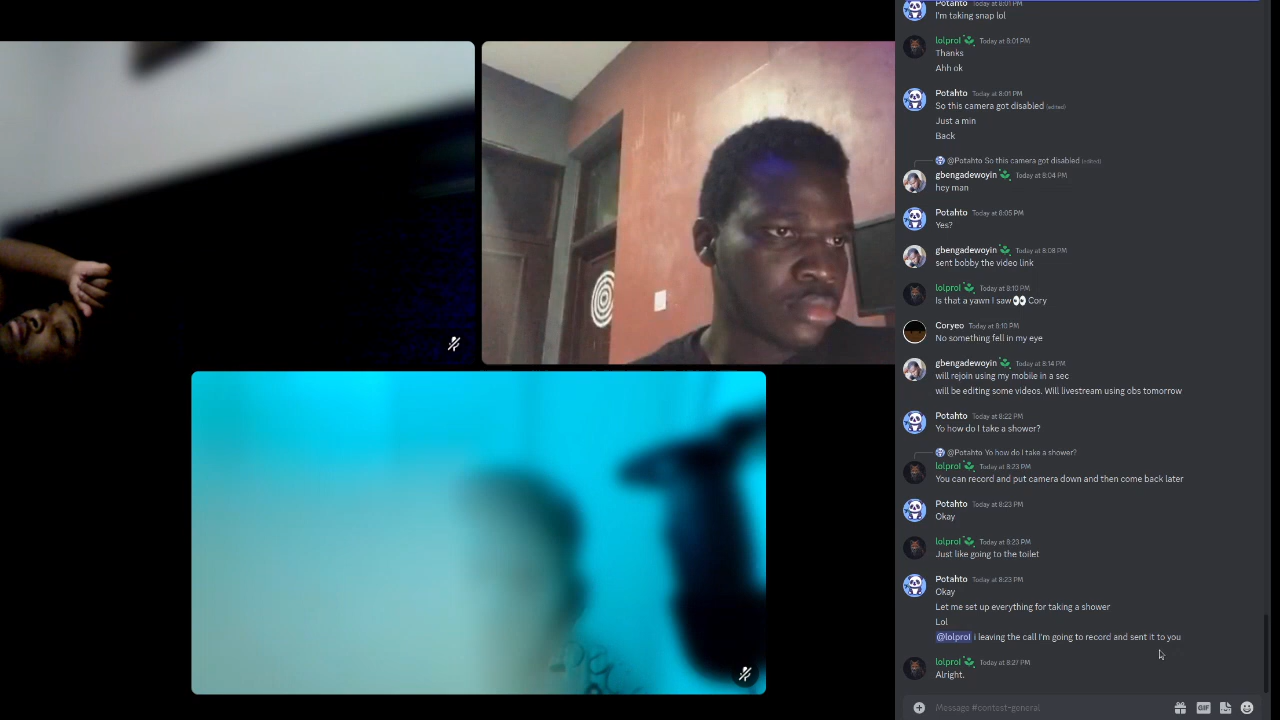 Potahto Today at 8:01 PM
I'm taking snap lol
lolprol Today at 8:01 PM
Thanks
Ahh ok
Potahto Today at 8:01 PM
So this camera got disabled (edited)
Just a min
Back
@Potahto So this camera got disabled (edited)
gbengadewoyin Today at 8:04 PM
hey man
Potahto Today at 8:05 PM
Yes?
gbengadewoyin Today at 8:08 PM
sent bobby the video link
lolprol Today at 8:10 PM
Is that a yawn I saw👀 Cory
Coryeo Today at 8:10 PM
No something fell in my eye
gbengadewoyin Today at 8:14 PM
will rejoin using my mobile in a sec
will be editing some videos. Will livestream using obs tomorrow
Potahto Today at 8:22 PM
Yo how do I take a shower?
@Potahto Yo how do I take a shower?
lolprol Today at 8:23 PM
You can record and put camera down and then come back later
Potahto Today at 8:23 PM
Okay
lolprol Today at 8:23 PM
Just like going to the toilet
Potahto Today at 8:23 PM
Okay
Let me set up everything for taking a shower
Lol
@lolprol i leaving the call I'm going to record and sent it to you
lolprol Today at 8:27 PM
Alright.
Message #contest-general
GIF